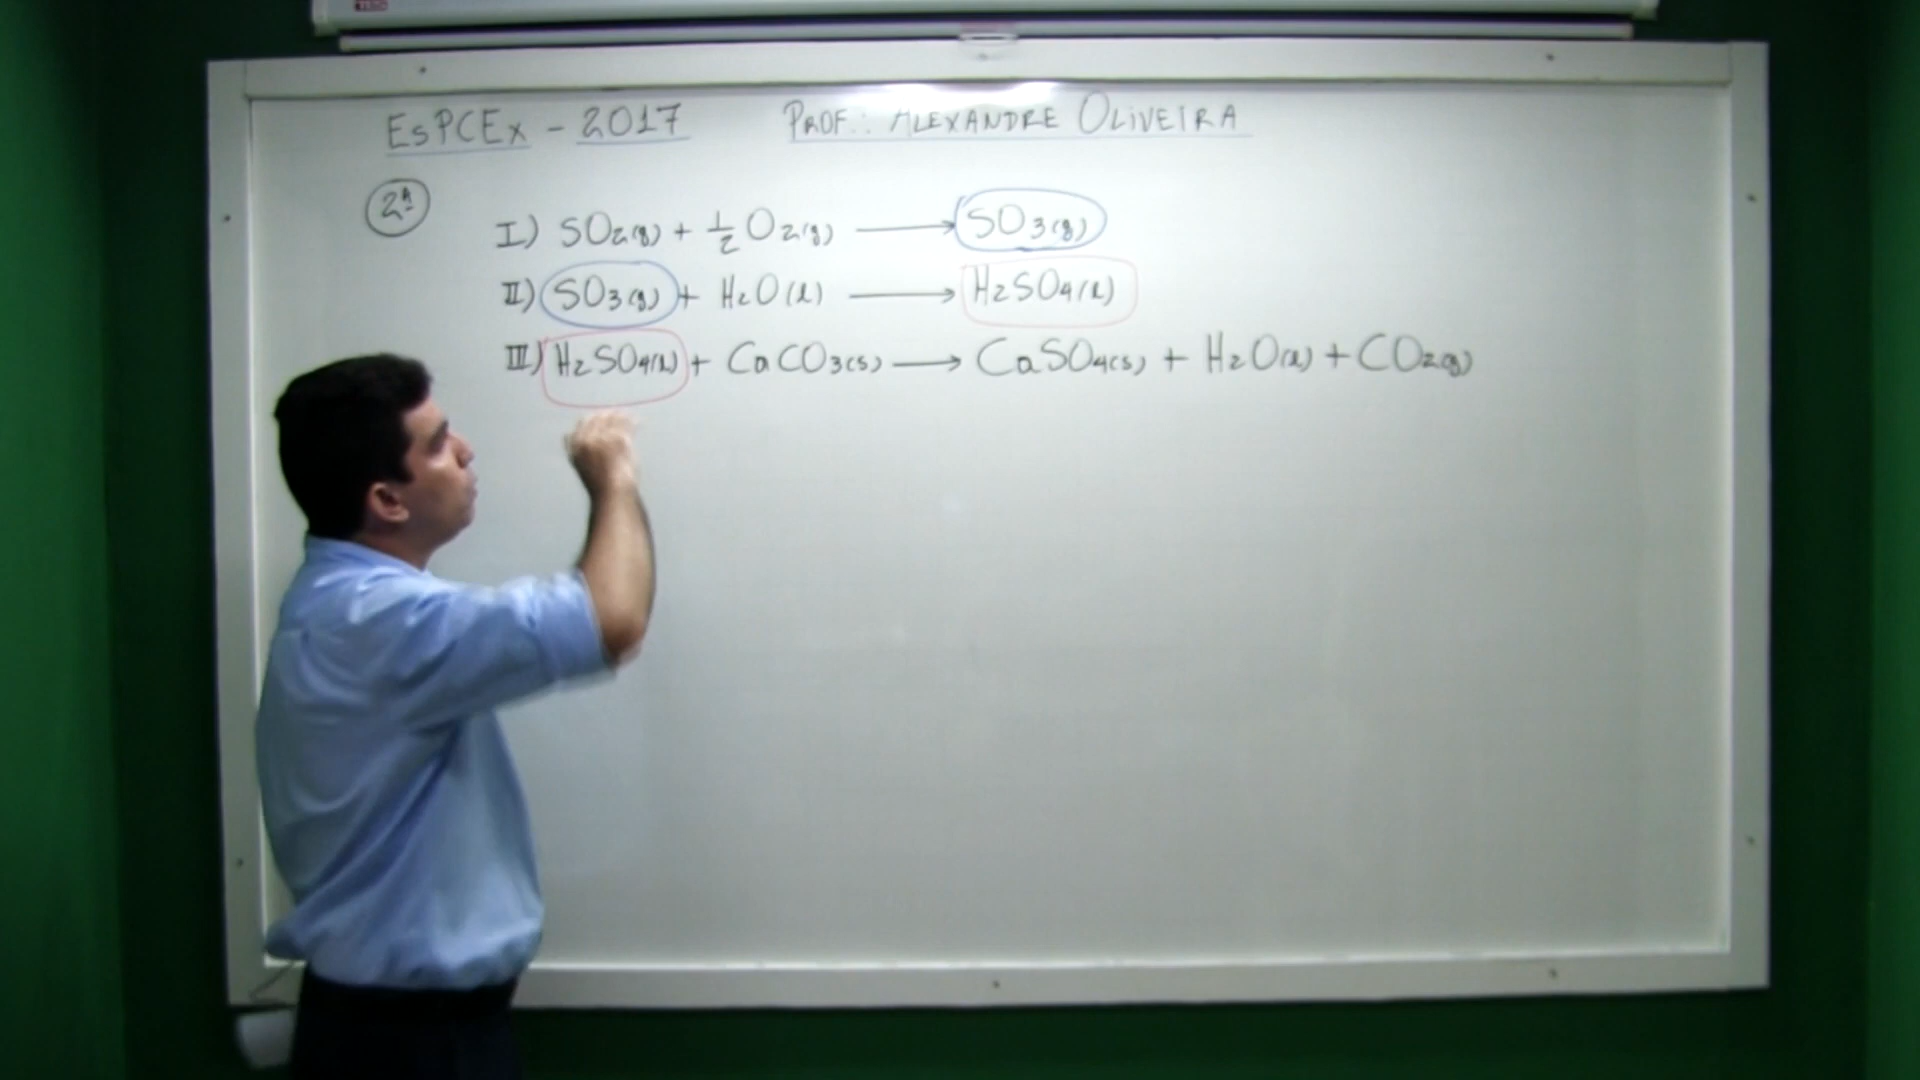 EsPCEx - 2017 PROF.: ALEXANDRE OLIVEIRA
2ª
I) SO2(g) + 1/2 O2(g) → SO3(g)
II) SO3(g) + H2O(l) → H2SO4(l)
III) H2SO4(l) + CaCO3(s) → CaSO4(s) + H2O(l) + CO2(g)